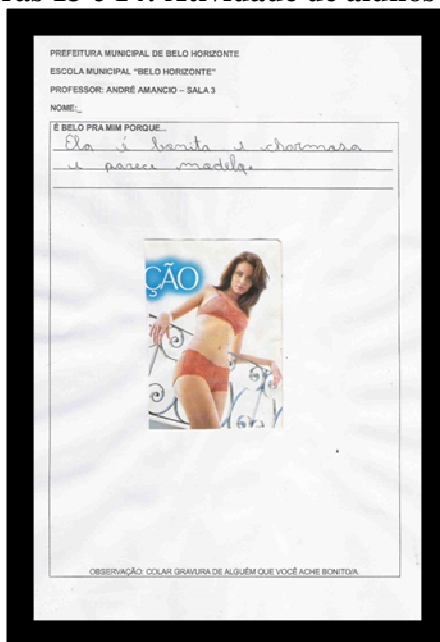 PREFEITURA MUNICIPAL DE BELO HORIZONTE
ESCOLA MUNICIPAL "BELO HORIZONTE"
PROFESSOR: ANDRÉ AMANCIO – SALA 3
NOME:_
É BELO PRA MIM PORQUE...
Ela é bonita e charmosa
e pareci modelo.
ÇÃO
OBSERVAÇÃO: COLAR GRAVURA DE ALGUÉM QUE VOCÊ ACHE BONITO/A.